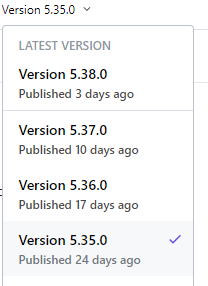 Version 5.35.0
LATEST VERSION
Version 5.38.0
Published 3 days ago
Version 5.37.0
Published 10 days ago
Version 5.36.0
Published 17 days ago
Version 5.35.0
Published 24 days ago